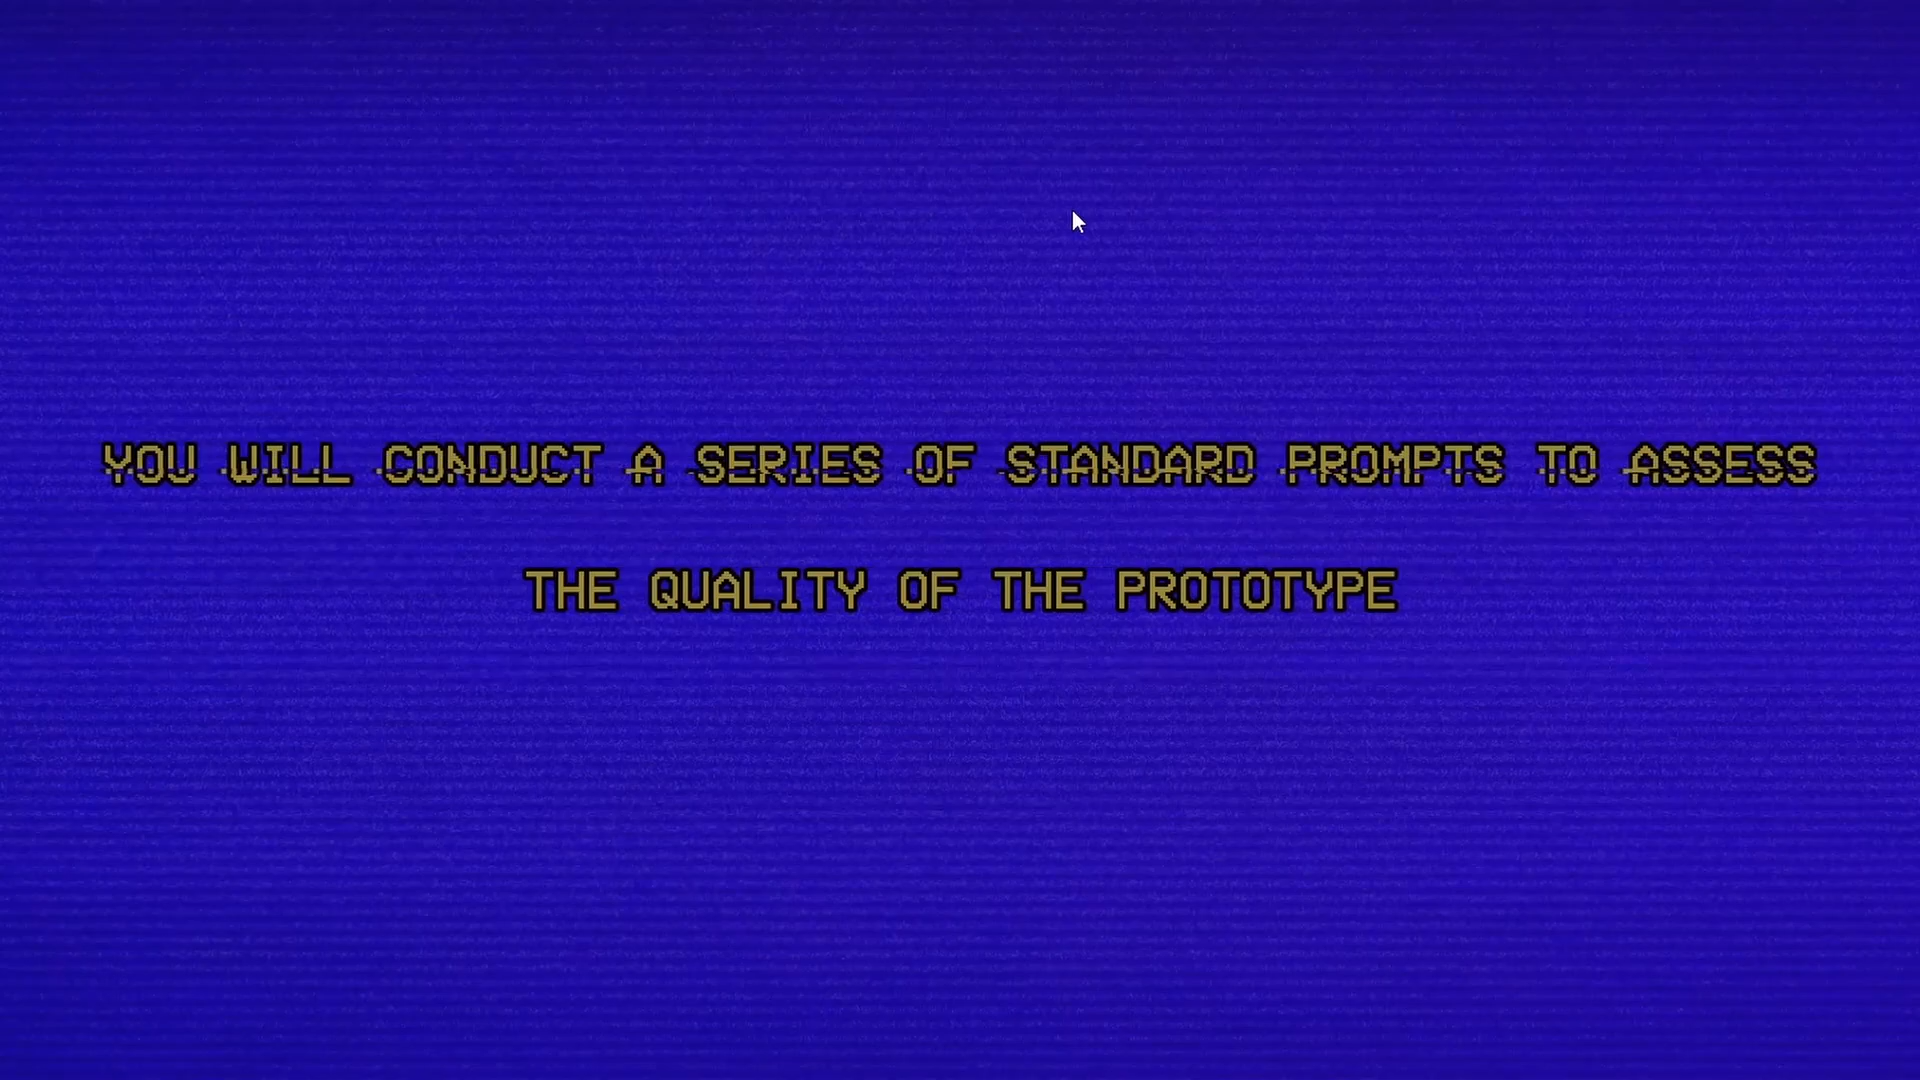 YOU WILL CONDUCT A SERIES OF STANDARD PROMPTS TO ASSESS
THE QUALITY OF THE PROTOTYPE